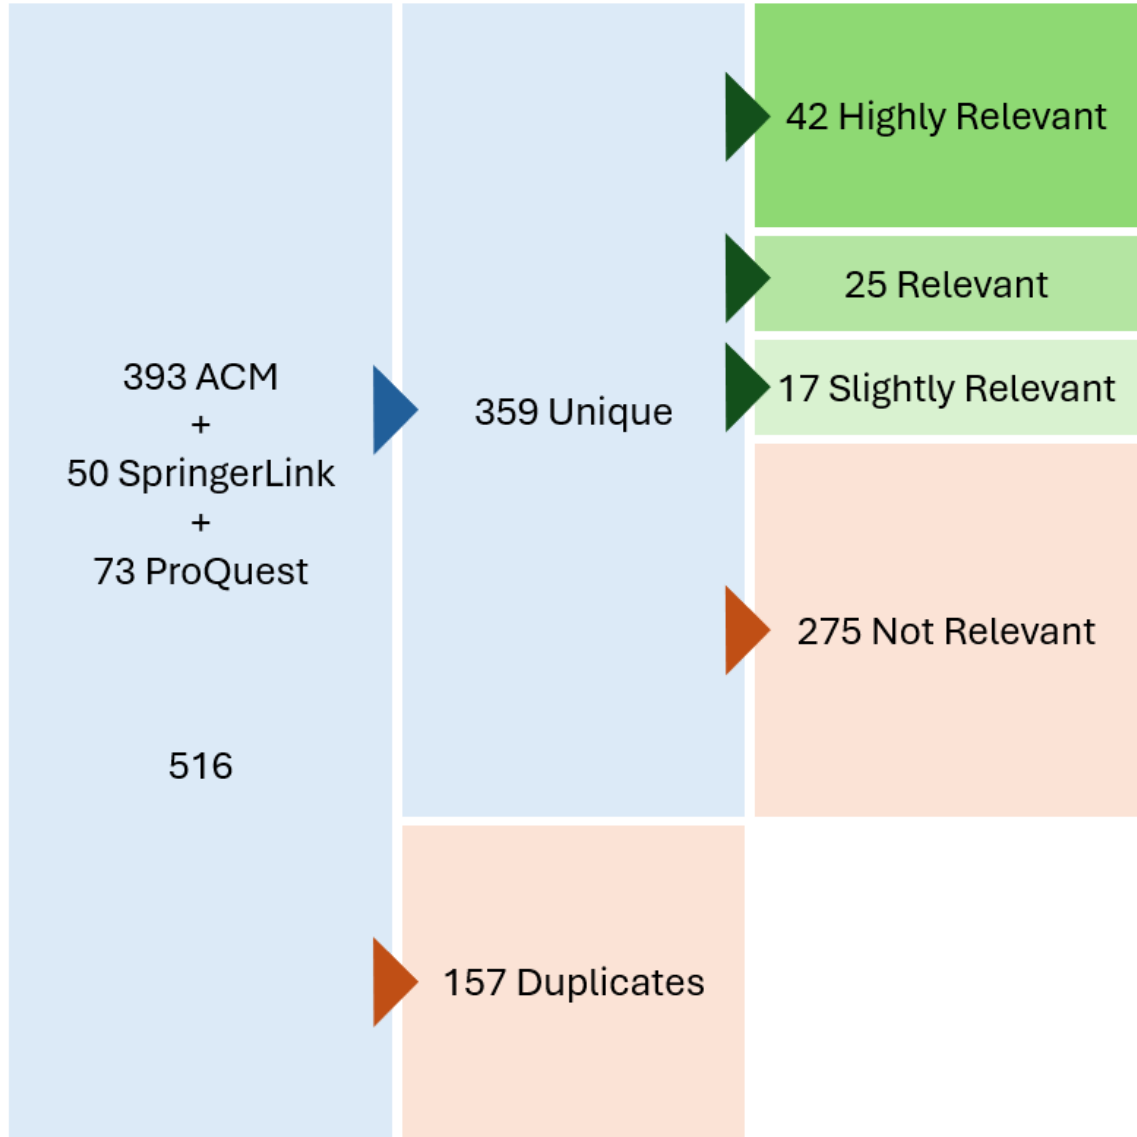 393 ACM
+
50 SpringerLink
+
73 ProQuest
516
359 Unique
157 Duplicates
42 Highly Relevant
25 Relevant
17 Slightly Relevant
275 Not Relevant